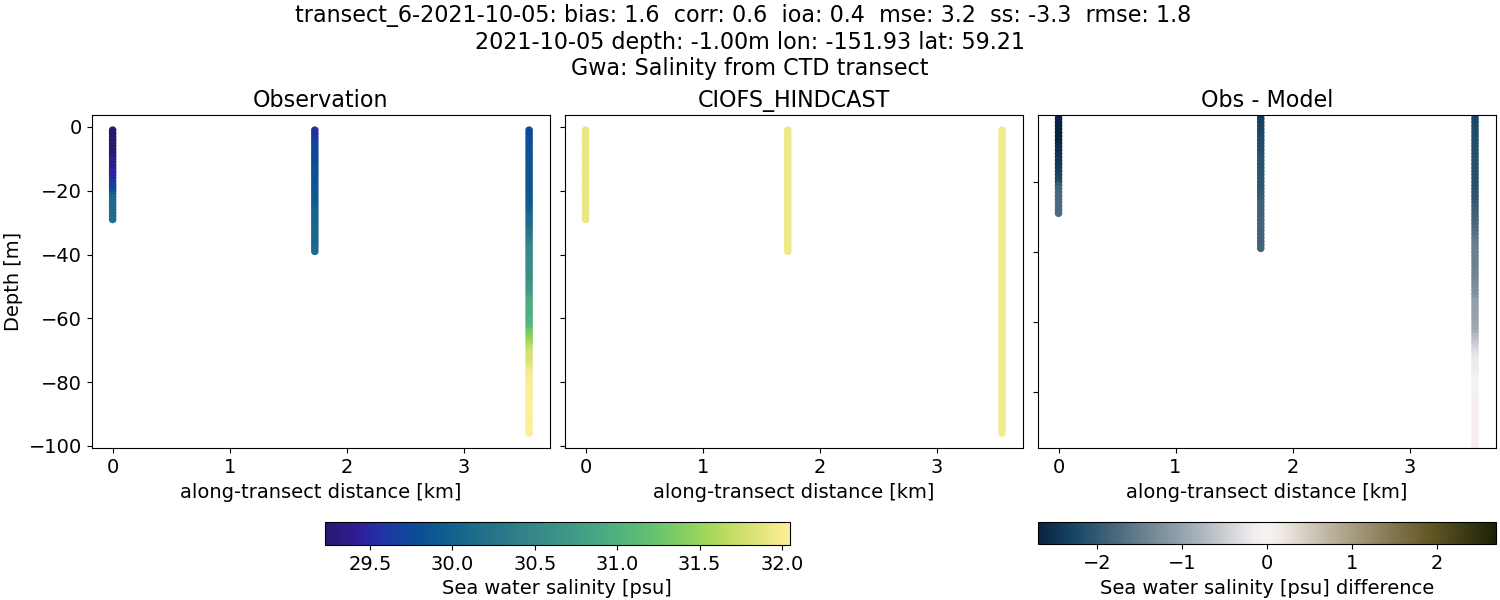 transect_6-2021-10-05: bias: 1.6  corr: 0.6  ioa: 0.4  mse: 3.2  ss: -3.3  rmse: 1.8
2021-10-05 depth: -1.00m lon: -151.93 lat: 59.21
Gwa: Salinity from CTD transect
Observation
CIOFS_HINDCAST
Obs - Model
Depth [m]
0
−20
−40
−60
−80
−100
0 1 2 3
0 1 2 3
0 1 2 3
along-transect distance [km]
along-transect distance [km]
along-transect distance [km]
29.5 30.0 30.5 31.0 31.5 32.0
Sea water salinity [psu]
−2 −1 0 1 2
Sea water salinity [psu] difference